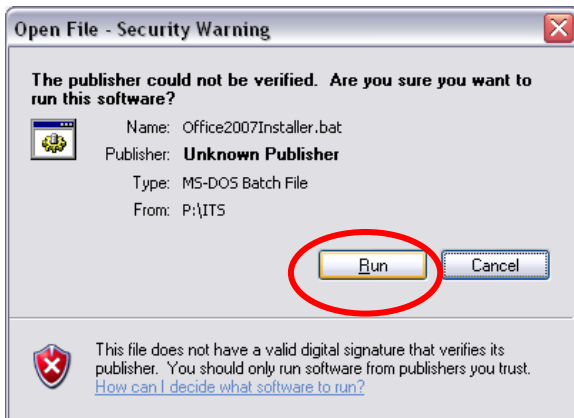 Open File - Security Warning
The publisher could not be verified.  Are you sure you want to
run this software?
Name: Office2007Installer.bat
Publisher: Unknown Publisher
Type: MS-DOS Batch File
From: P:\ITS
Run Cancel
This file does not have a valid digital signature that verifies its
publisher.  You should only run software from publishers you trust.
How can I decide what software to run?